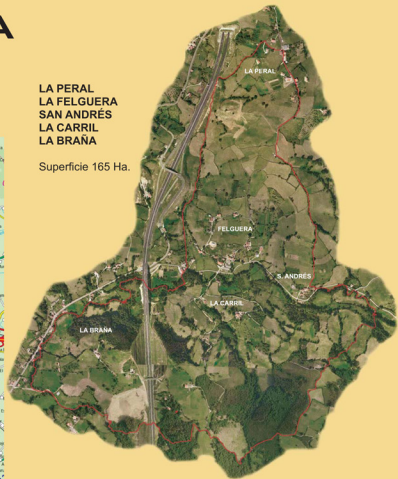 A
LA PERAL
LA FELGUERA
SAN ANDRÉS
LA CARRIL
LA BRAÑA
Superficie 165 Ha.
LA PERAL
FELGUERA
S. ANDRÉS
LA CARRIL
LA BRAÑA